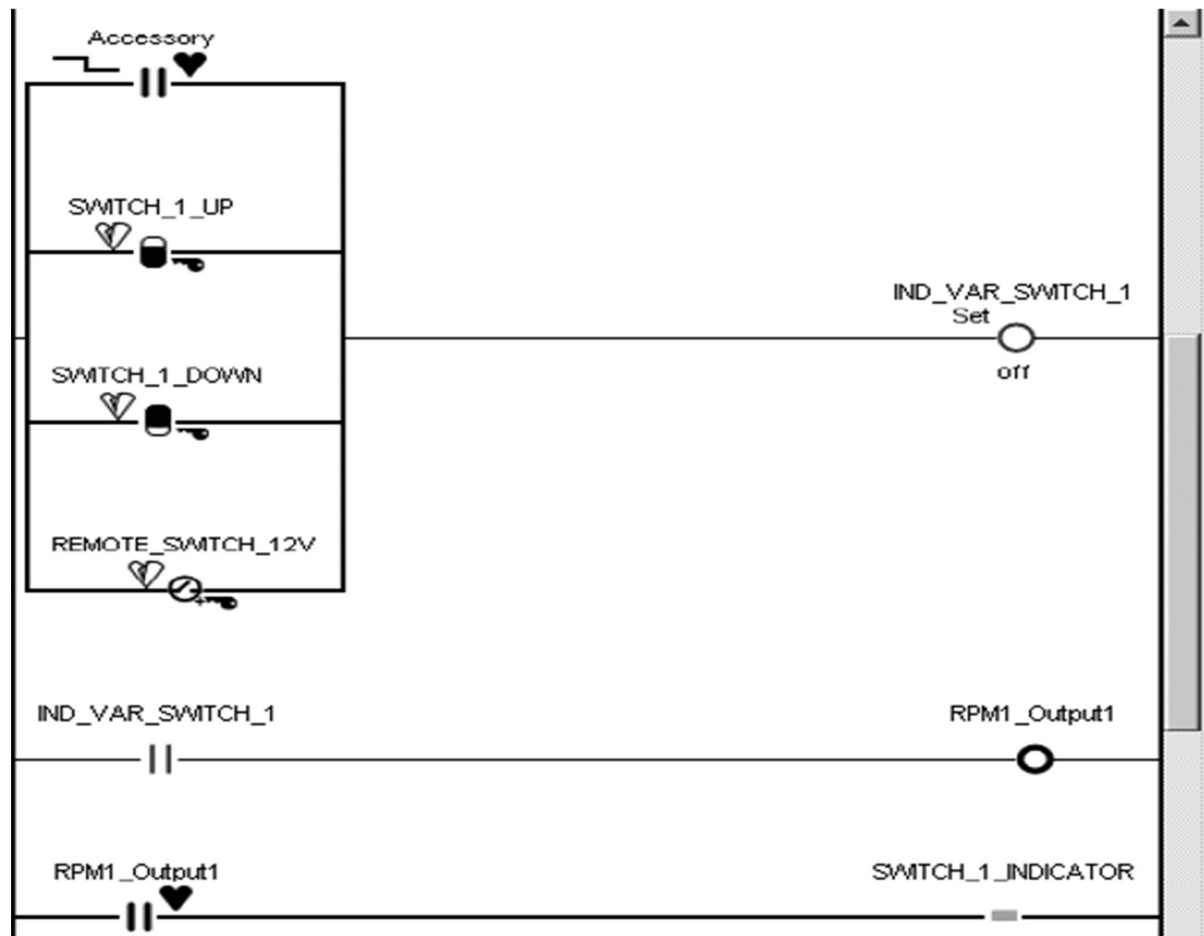 Accessory
SWITCH_1_UP
IND_VAR_SWITCH_1
Set
off
SWITCH_1_DOWN
REMOTE_SWITCH_12V
IND_VAR_SWITCH_1
RPM1_Output1
RPM1_Output1
SWITCH_1_INDICATOR